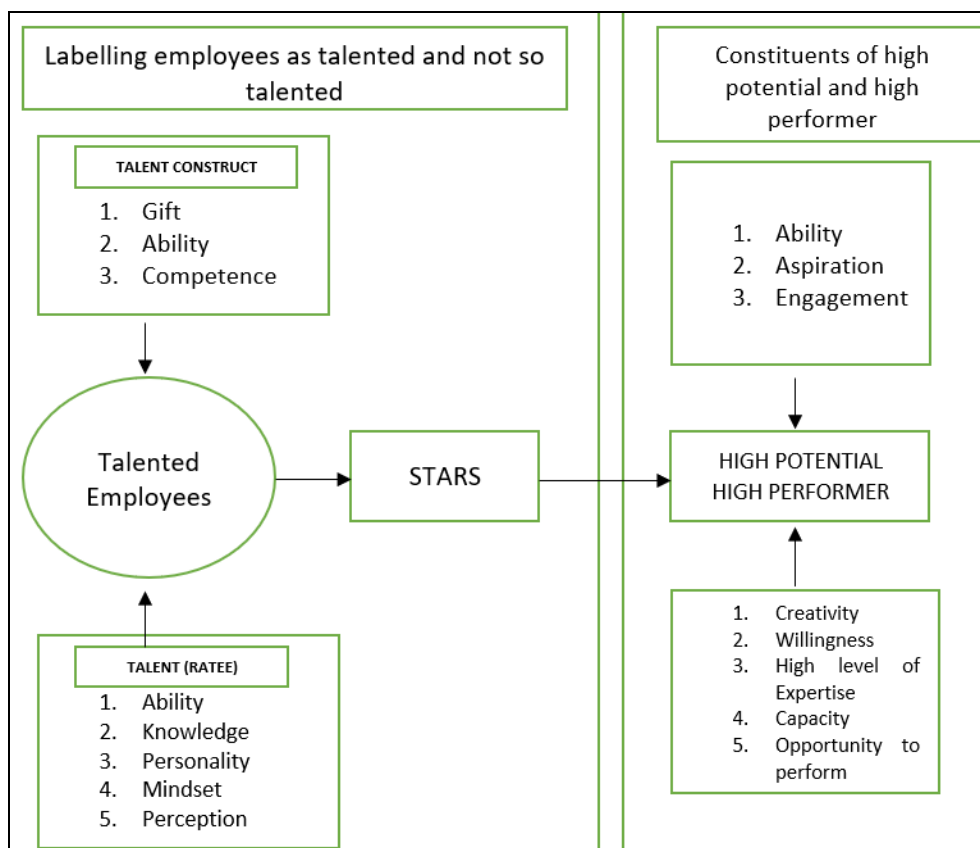 Labelling employees as talented and not so
talented
TALENT CONSTRUCT
1. Gift
2. Ability
3. Competence
Talented
Employees
STARS
TALENT (RATEE)
1. Ability
2. Knowledge
3. Personality
4. Mindset
5. Perception
Constituents of high
potential and high
performer
1. Ability
2. Aspiration
3. Engagement
HIGH POTENTIAL
HIGH PERFORMER
1. Creativity
2. Willingness
3. High level of
Expertise
4. Capacity
5. Opportunity to
perform